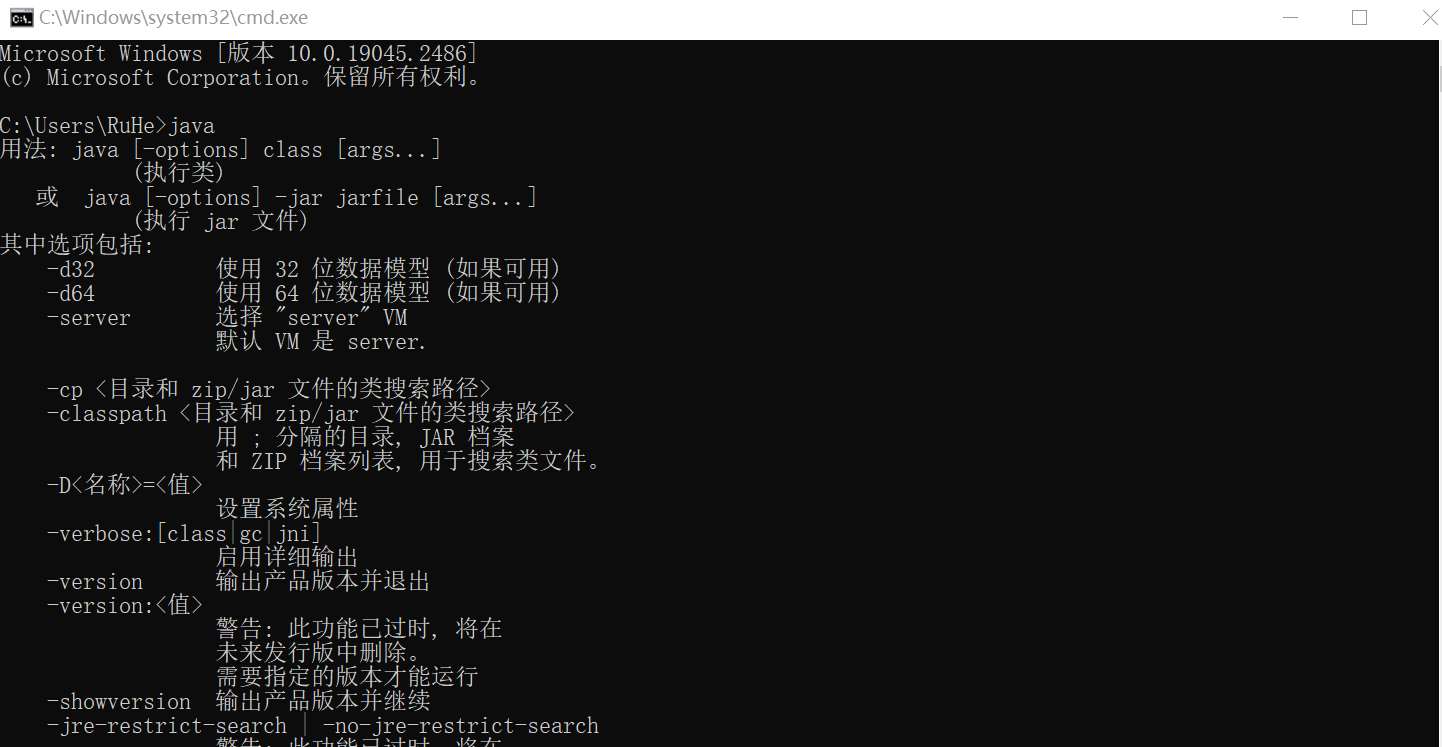 C:\Windows\system32\cmd.exe
Microsoft Windows [版本 10.0.19045.2486]
(c) Microsoft Corporation。保留所有权利。
C:\Users\RuHe>java
用法: java [-options] class [args...]
(执行类)
或  java [-options] -jar jarfile [args...]
(执行 jar 文件)
其中选项包括:
-d32 使用 32 位数据模型 (如果可用)
-d64 使用 64 位数据模型 (如果可用)
-server 选择 "server" VM
默认 VM 是 server.
-cp <目录和 zip/jar 文件的类搜索路径>
-classpath <目录和 zip/jar 文件的类搜索路径>
用 ; 分隔的目录, JAR 档案
和 ZIP 档案列表, 用于搜索类文件。
-D<名称>=<值>
设置系统属性
-verbose:[class|gc|jni]
启用详细输出
-version 输出产品版本并退出
-version:<值>
警告: 此功能已过时, 将在
未来发行版中删除。
需要指定的版本才能运行
-showversion 输出产品版本并继续
-jre-restrict-search | -no-jre-restrict-search
警告: 此功能已过时, 将在